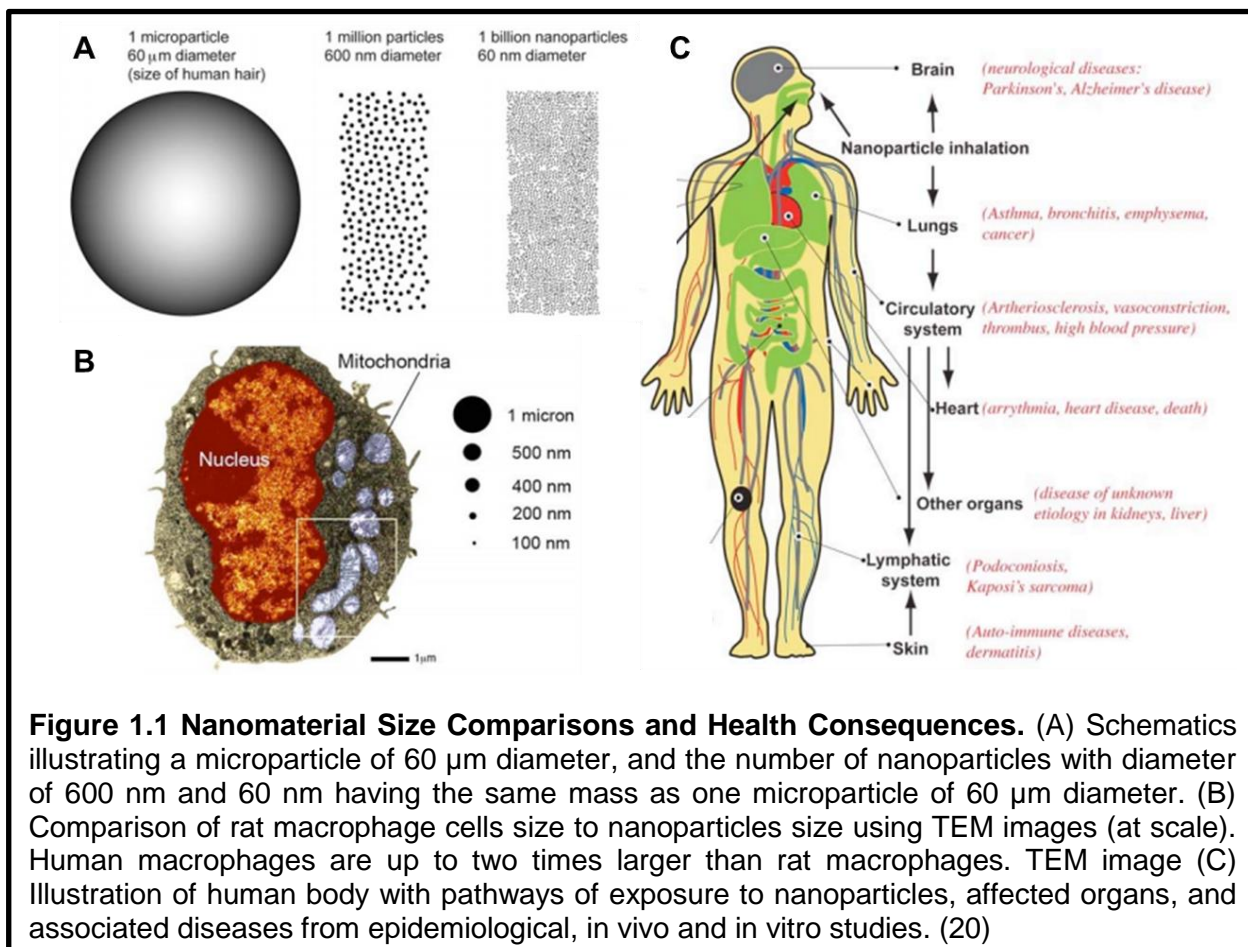 A
1 microparticle
60 µm diameter
(size of human hair)
1 million particles
600 nm diameter
1 billion nanoparticles
60 nm diameter
B
Mitochondria
Nucleus
1 micron
500 nm
400 nm
200 nm
100 nm
1µm
C
Brain
(neurological diseases:
Parkinson's, Alzheimer's disease)
Nanoparticle inhalation
Lungs
(Asthma, bronchitis, emphysema,
cancer)
Circulatory
system
(Artheriosclerosis, vasoconstriction,
thrombus, high blood pressure)
Heart
(arrythmia, heart disease, death)
Other organs
(disease of unknown
etiology in kidneys, liver)
Lymphatic
system
(Podoconiosis,
Kaposi's sarcoma)
Skin
(Auto-immune diseases,
dermatitis)
Figure 1.1 Nanomaterial Size Comparisons and Health Consequences. (A) Schematics
illustrating a microparticle of 60 µm diameter, and the number of nanoparticles with diameter
of 600 nm and 60 nm having the same mass as one microparticle of 60 µm diameter. (B)
Comparison of rat macrophage cells size to nanoparticles size using TEM images (at scale).
Human macrophages are up to two times larger than rat macrophages. TEM image (C)
Illustration of human body with pathways of exposure to nanoparticles, affected organs, and
associated diseases from epidemiological, in vivo and in vitro studies. (20)